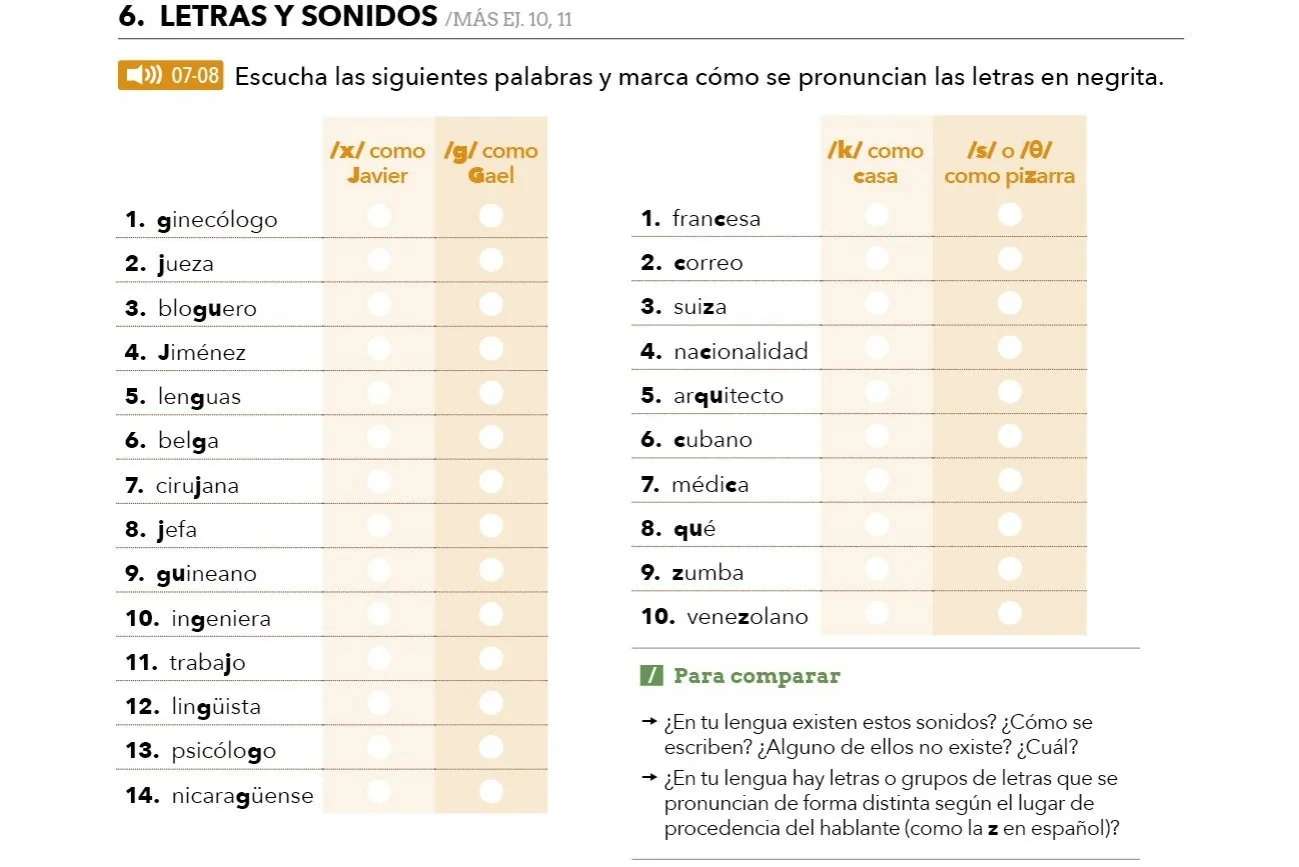 6. LETRAS Y SONIDOS /MÁS EJ. 10, 11
07-08 Escucha las siguientes palabras y marca cómo se pronuncian las letras en negrita.
/x/ como Javier
/g/ como Gael
1. ginecólogo
2. jueza
3. bloguero
4. Jiménez
5. lenguas
6. belga
7. cirujana
8. jefa
9. guineano
10. ingeniera
11. trabajo
12. lingüista
13. psicólogo
14. nicaragüense
/k/ como casa
/s/ o /θ/ como pizarra
1. francesa
2. correo
3. suiza
4. nacionalidad
5. arquitecto
6. cubano
7. médica
8. qué
9. zumba
10. venezolano
/ Para comparar
→ ¿En tu lengua existen estos sonidos? ¿Cómo se
escriben? ¿Alguno de ellos no existe? ¿Cuál?
→ ¿En tu lengua hay letras o grupos de letras que se
pronuncian de forma distinta según el lugar de
procedencia del hablante (como la z en español)?